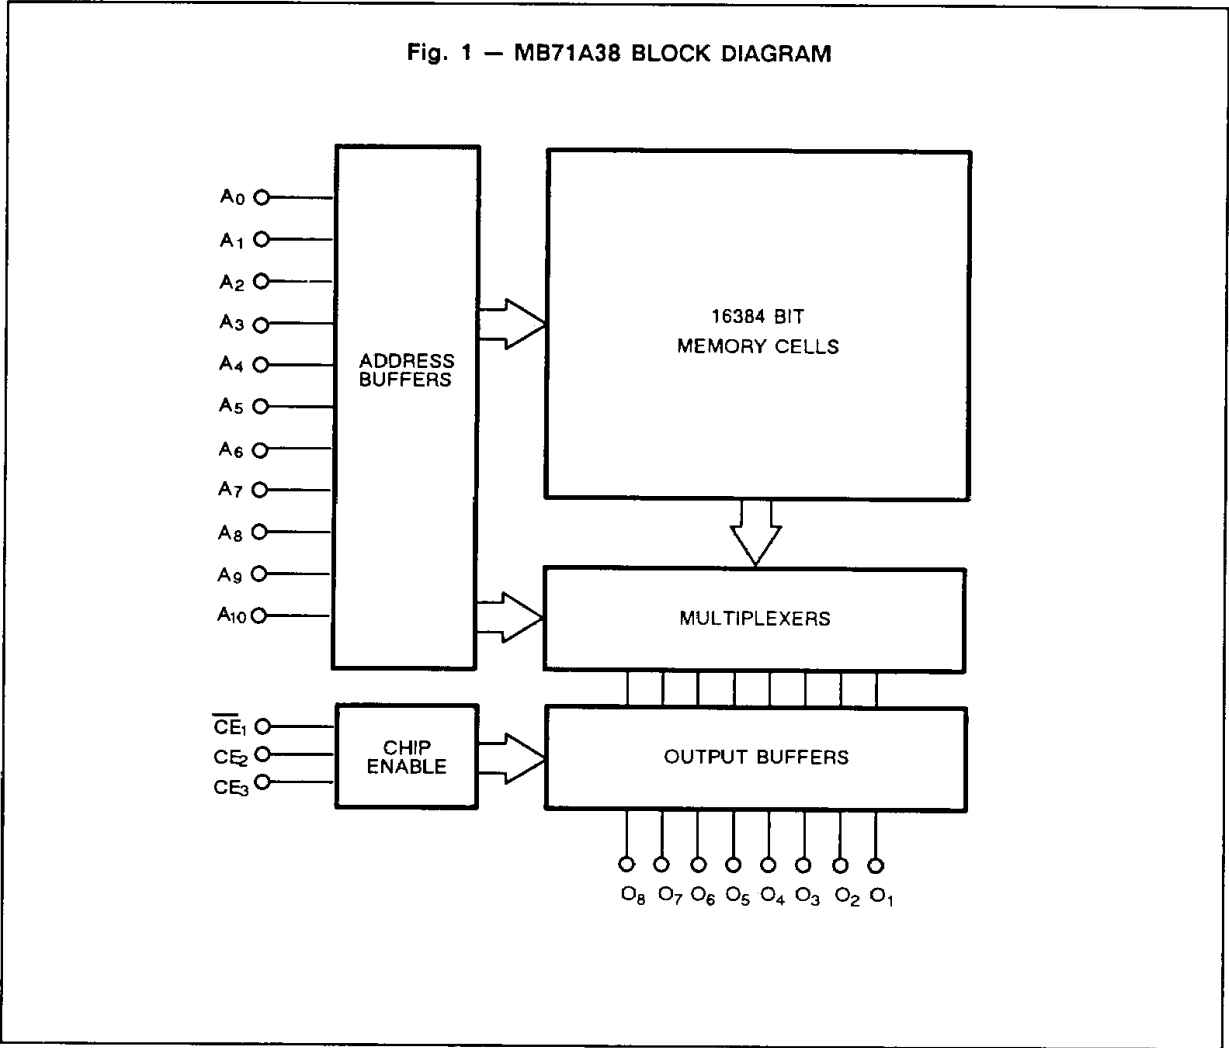 Fig. 1 — MB71A38 BLOCK DIAGRAM
A0
A1
A2
A3
A4
A5
A6
A7
A8
A9
A10
ADDRESS
BUFFERS
16384 BIT
MEMORY CELLS
MULTIPLEXERS
C̅E̅1
CE2
CE3
CHIP
ENABLE
OUTPUT BUFFERS
O8 O7 O6 O5 O4 O3 O2 O1